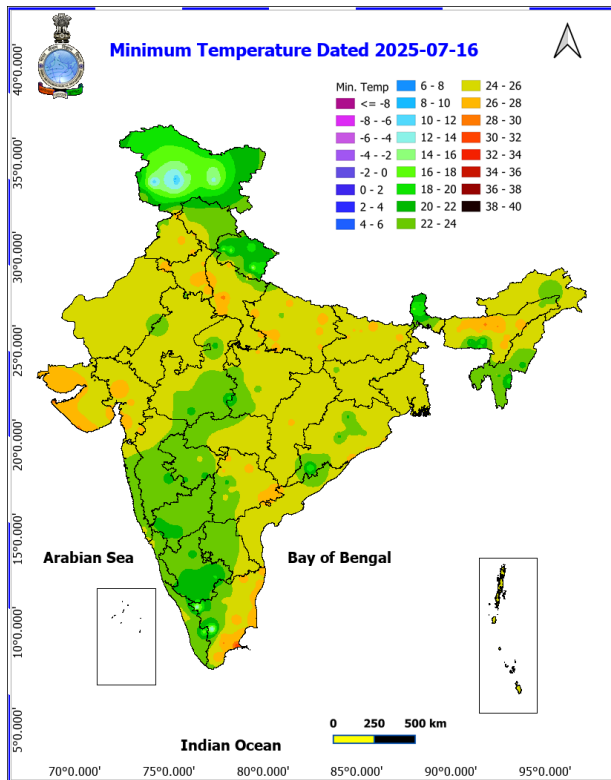 Minimum Temperature Dated 2025-07-16
Min. Temp
<= -8
-8 - -6
-6 - -4
-4 - -2
-2 - 0
0 - 2
2 - 4
4 - 6
6 - 8
8 - 10
10 - 12
12 - 14
14 - 16
16 - 18
18 - 20
20 - 22
22 - 24
24 - 26
26 - 28
28 - 30
30 - 32
32 - 34
34 - 36
36 - 38
38 - 40
40°0.000'
35°0.000'
30°0.000'
25°0.000'
20°0.000'
15°0.000'
10°0.000'
5°0.000'
Arabian Sea
Bay of Bengal
Indian Ocean
0 250 500 km
70°0.000' 75°0.000' 80°0.000' 85°0.000' 90°0.000' 95°0.000'